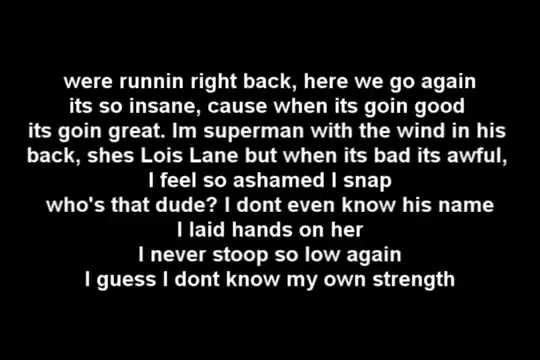 were runnin right back, here we go again
its so insane, cause when its goin good
its goin great. Im superman with the wind in his
back, shes Lois Lane but when its bad its awful,
I feel so ashamed I snap
who's that dude? I dont even know his name
I laid hands on her
I never stoop so low again
I guess I dont know my own strength